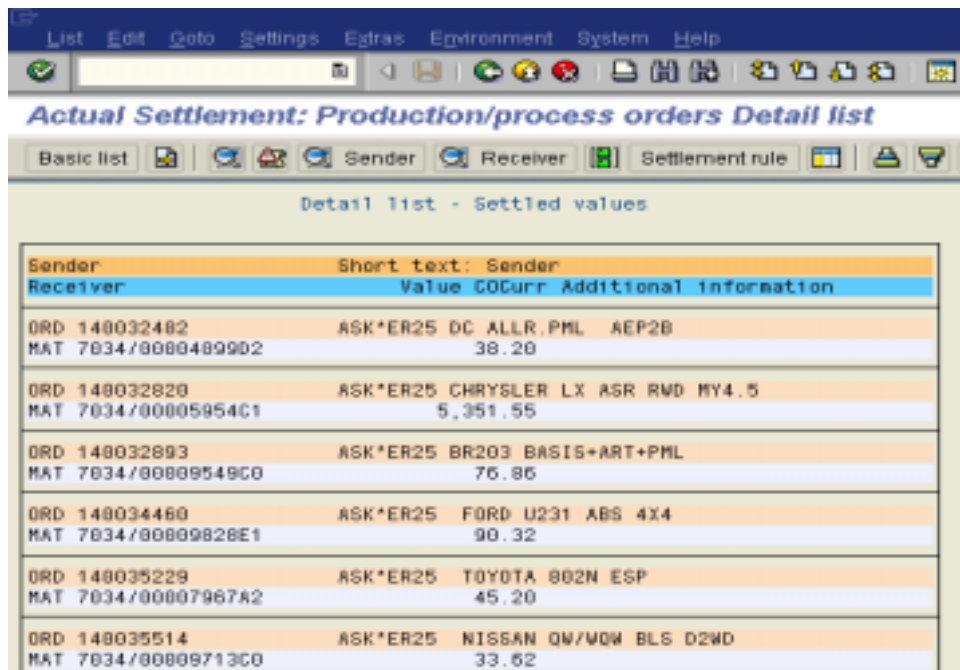 List Edit Goto Settings Extras Environment System Help
Actual Settlement: Production/process orders Detail list
Basic list Sender Receiver Settlement rule
Detail list - Settled values
Sender Short text: Sender
Receiver Value COCurr Additional information
ORD 140032482 ASK*ER25 DC ALLR.PML AEP2B
MAT 7034/00004899D2 38.20
ORD 140032820 ASK*ER25 CHRYSLER LX ASR RWD MY4.5
MAT 7034/00005954C1 5,351.55
ORD 140032893 ASK*ER25 BR203 BASIS+ART+PML
MAT 7034/00009549C0 76.86
ORD 140034460 ASK*ER25 FORD U231 ABS 4X4
MAT 7034/00009828E1 90.32
ORD 140035229 ASK*ER25 TOYOTA 802N ESP
MAT 7034/00007967A2 45.20
ORD 140035514 ASK*ER25 NISSAN QW/WQW BLS D2WD
MAT 7034/00009713C0 33.62